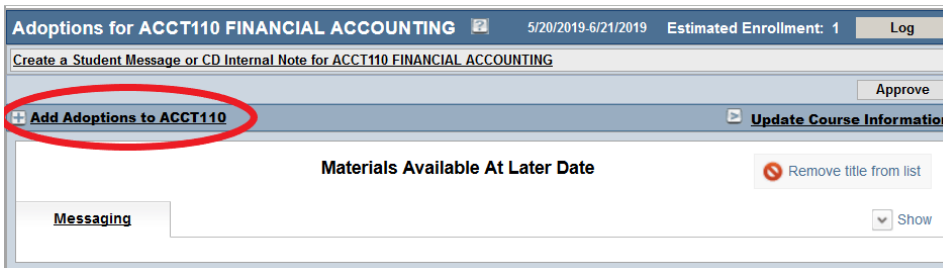 Adoptions for ACCT110 FINANCIAL ACCOUNTING ? 5/20/2019-6/21/2019 Estimated Enrollment: 1 Log
Create a Student Message or CD Internal Note for ACCT110 FINANCIAL ACCOUNTING
Approve
Add Adoptions to ACCT110 Update Course Information
Materials Available At Later Date Remove title from list
Messaging Show